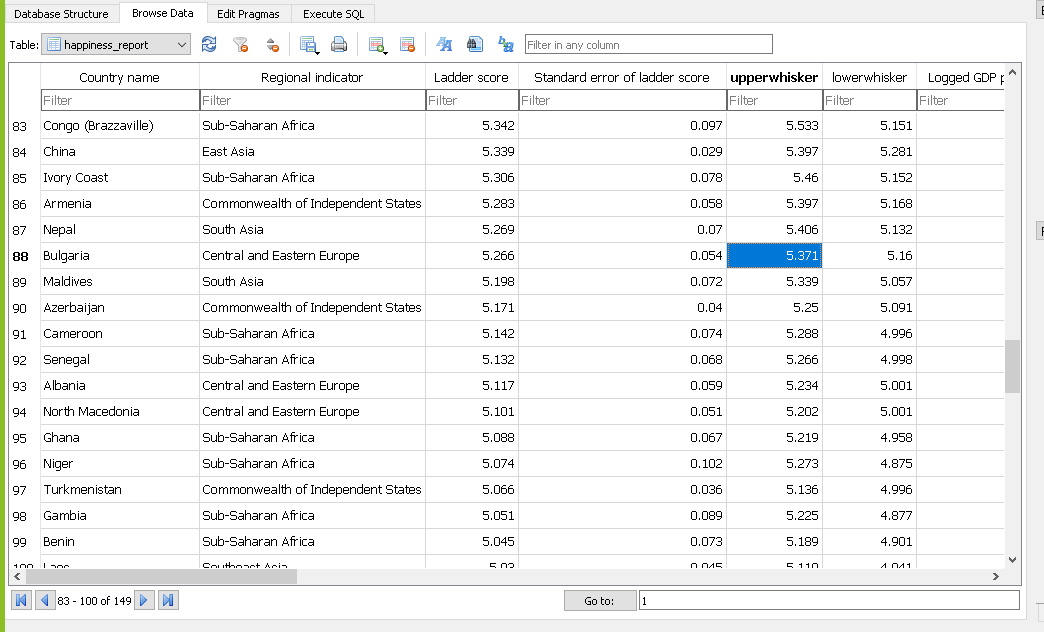 Database Structure Browse Data Edit Pragmas Execute SQL
Table: happiness_report Filter in any column
Country name Regional indicator Ladder score Standard error of ladder score upperwhisker lowerwhisker Logged GDP
Filter Filter Filter Filter Filter Filter Filter
83 Congo (Brazzaville) Sub-Saharan Africa 5.342 0.097 5.533 5.151
84 China East Asia 5.339 0.029 5.397 5.281
85 Ivory Coast Sub-Saharan Africa 5.306 0.078 5.46 5.152
86 Armenia Commonwealth of Independent States 5.283 0.058 5.397 5.168
87 Nepal South Asia 5.269 0.07 5.406 5.132
88 Bulgaria Central and Eastern Europe 5.266 0.054 5.371 5.16
89 Maldives South Asia 5.198 0.072 5.339 5.057
90 Azerbaijan Commonwealth of Independent States 5.171 0.04 5.25 5.091
91 Cameroon Sub-Saharan Africa 5.142 0.074 5.288 4.996
92 Senegal Sub-Saharan Africa 5.132 0.068 5.266 4.998
93 Albania Central and Eastern Europe 5.117 0.059 5.234 5.001
94 North Macedonia Central and Eastern Europe 5.101 0.051 5.202 5.001
95 Ghana Sub-Saharan Africa 5.088 0.067 5.219 4.958
96 Niger Sub-Saharan Africa 5.074 0.102 5.273 4.875
97 Turkmenistan Commonwealth of Independent States 5.066 0.036 5.136 4.996
98 Gambia Sub-Saharan Africa 5.051 0.089 5.225 4.877
99 Benin Sub-Saharan Africa 5.045 0.073 5.189 4.901
100 Laos Southeast Asia 5.03 0.045
83 - 100 of 149 Go to: 1